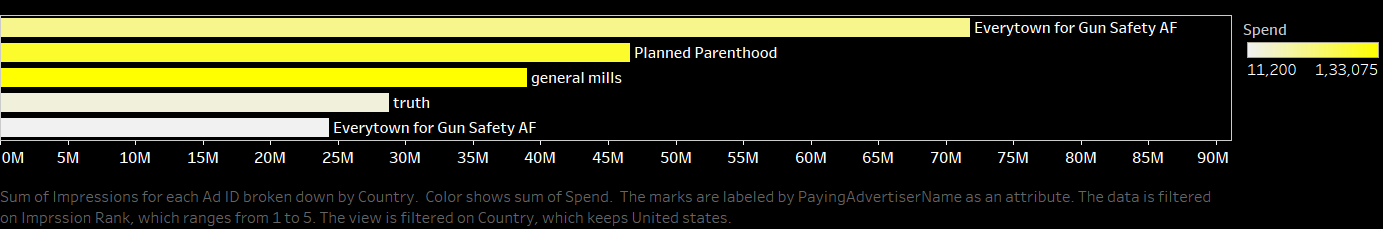 Everytown for Gun Safety AF
Planned Parenthood
general mills
truth
Everytown for Gun Safety AF
0M 5M 10M 15M 20M 25M 30M 35M 40M 45M 50M 55M 60M 65M 70M 75M 80M 85M 90M
Spend
11,200 1,33,075
Sum of Impressions for each Ad ID broken down by Country. Color shows sum of Spend. The marks are labeled by PayingAdvertiserName as an attribute. The data is filtered
on Imprssion Rank, which ranges from 1 to 5. The view is filtered on Country, which keeps United states.